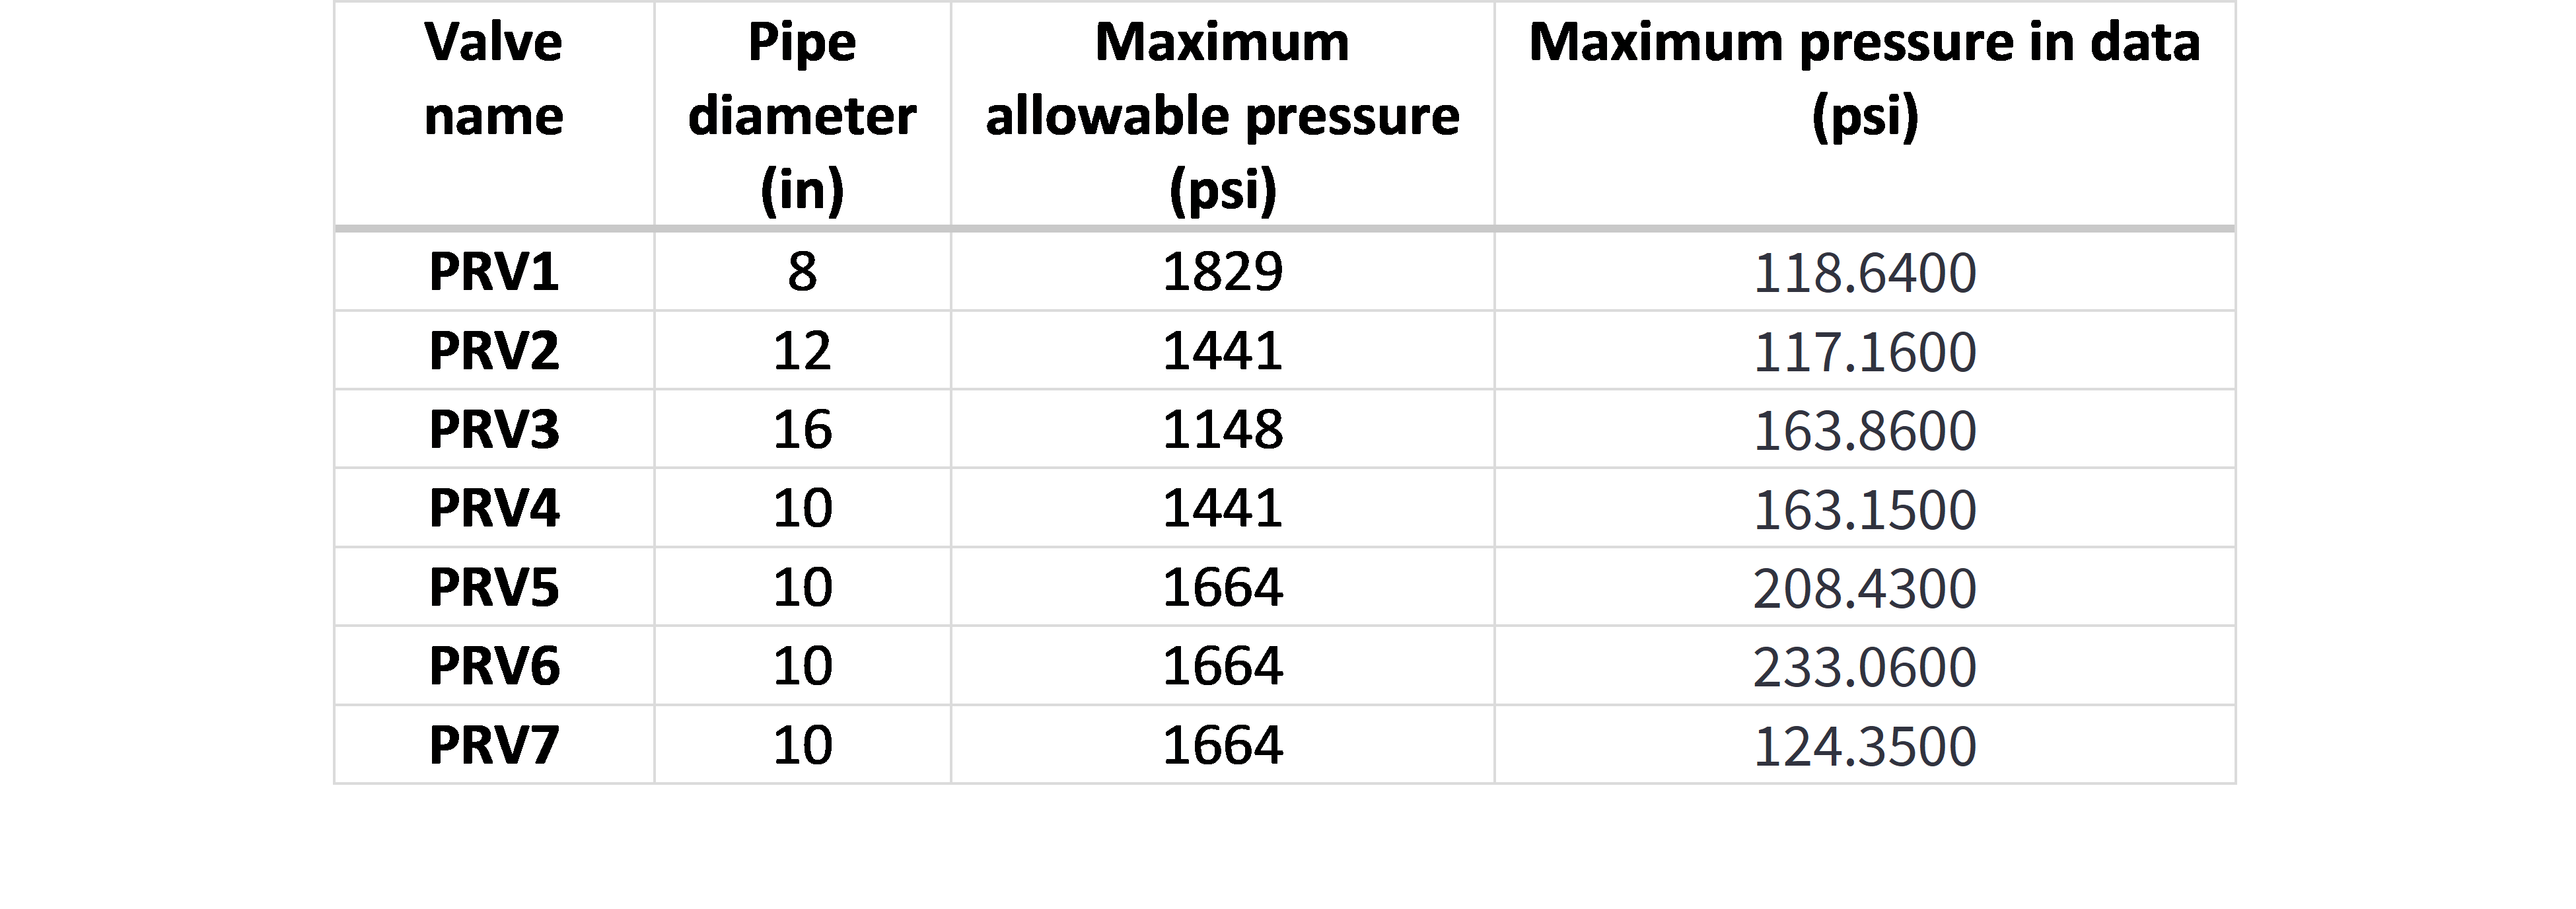 Valve name | Pipe diameter (in) | Maximum allowable pressure (psi) | Maximum pressure in data (psi)
PRV1 | 8 | 1829 | 118.6400
PRV2 | 12 | 1441 | 117.1600
PRV3 | 16 | 1148 | 163.8600
PRV4 | 10 | 1441 | 163.1500
PRV5 | 10 | 1664 | 208.4300
PRV6 | 10 | 1664 | 233.0600
PRV7 | 10 | 1664 | 124.3500